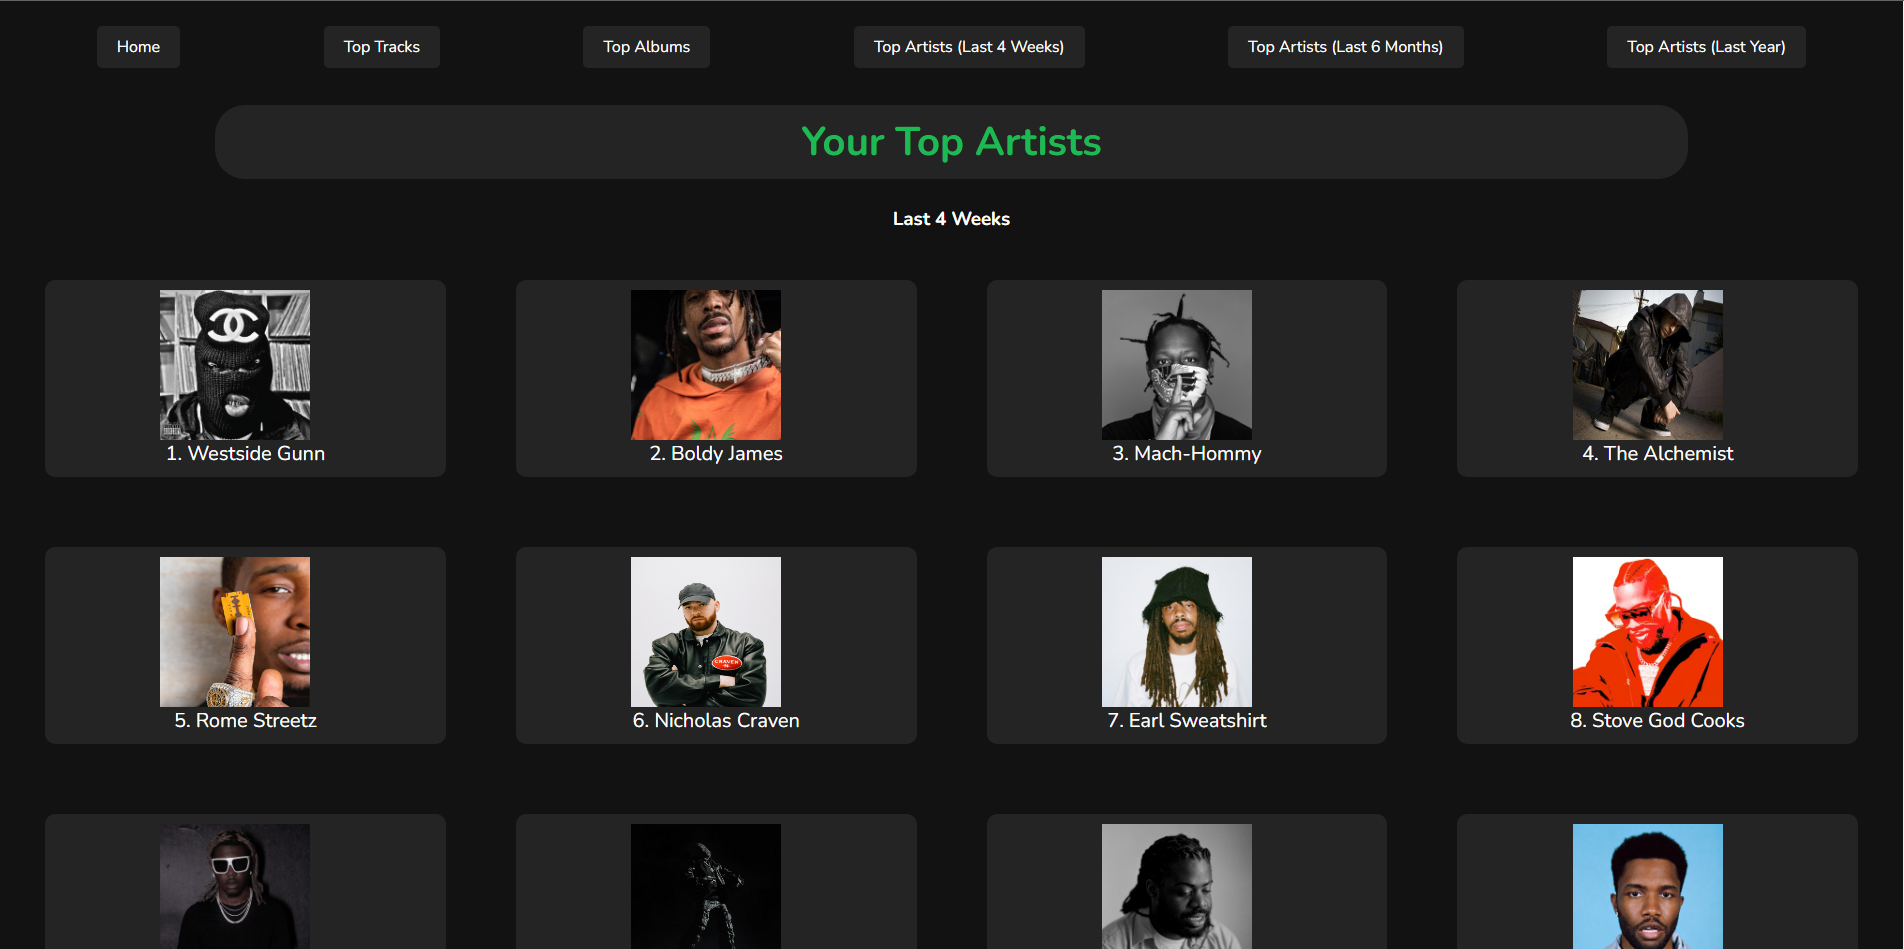 Home
Top Tracks
Top Albums
Top Artists (Last 4 Weeks)
Top Artists (Last 6 Months)
Top Artists (Last Year)
Your Top Artists
Last 4 Weeks
1. Westside Gunn
2. Boldy James
3. Mach-Hommy
4. The Alchemist
CRAVEN
5. Rome Streetz
6. Nicholas Craven
7. Earl Sweatshirt
8. Stove God Cooks